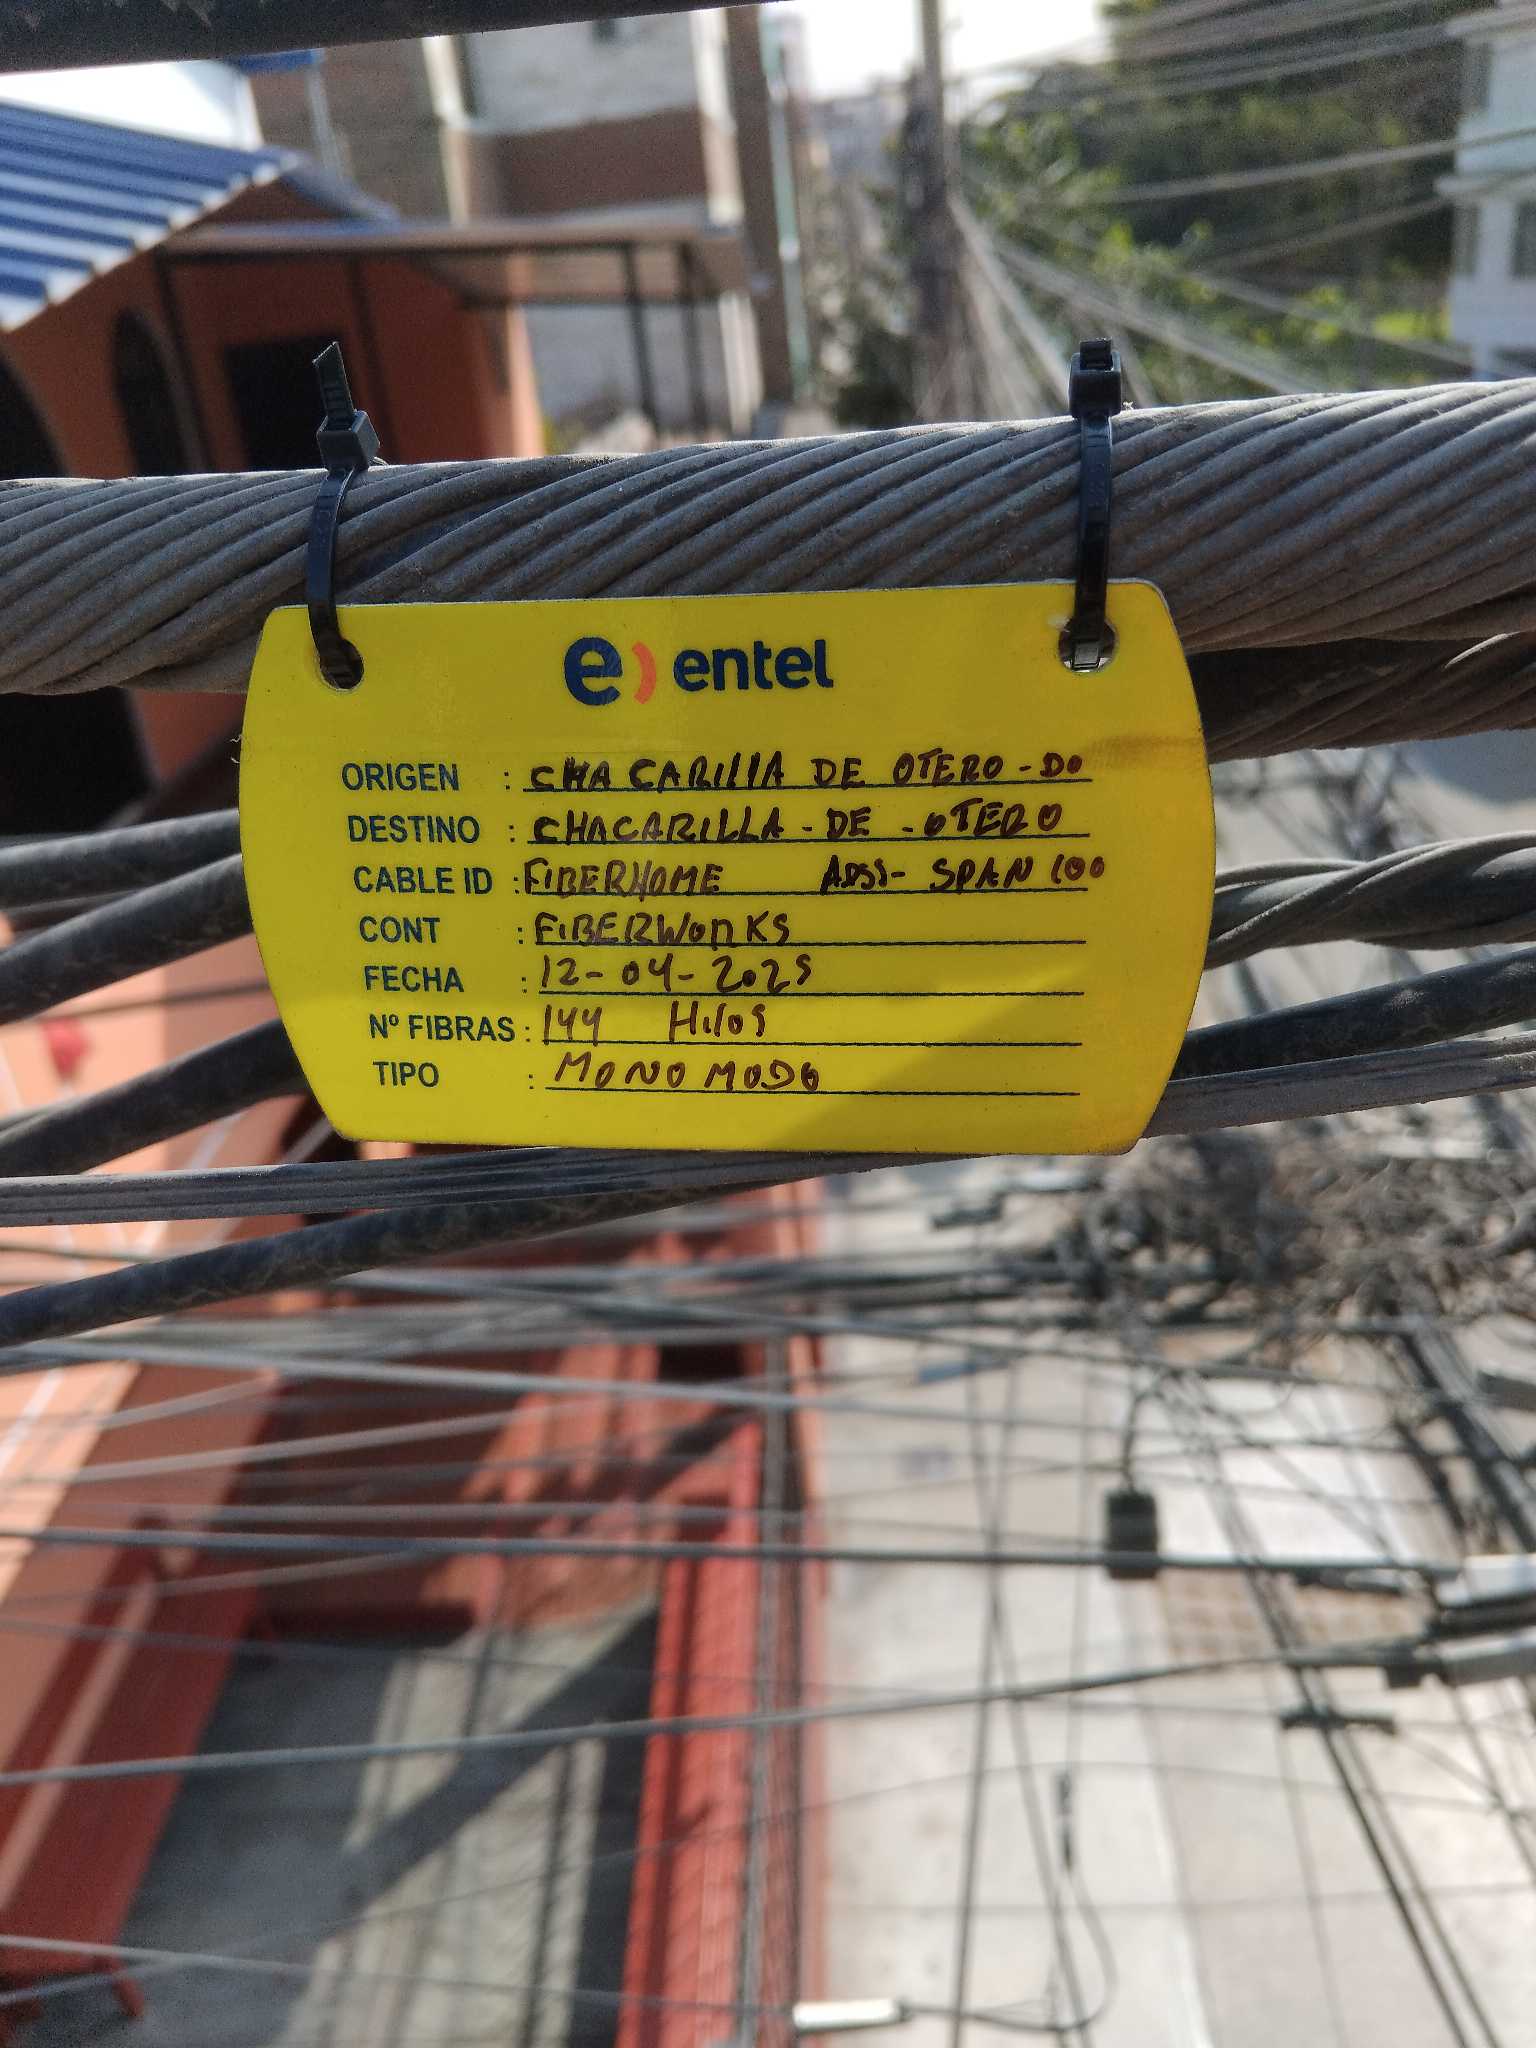 e) entel
ORIGEN : CHACARILLA DE OTERO - DO
DESTINO : CHACARILLA - DE - OTERO
CABLE ID : FIBERHOME ADSS- SPAN 100
CONT : FIBERWORKS
FECHA : 12-04-2025
Nº FIBRAS : 144 Hilos
TIPO : MONOMODO